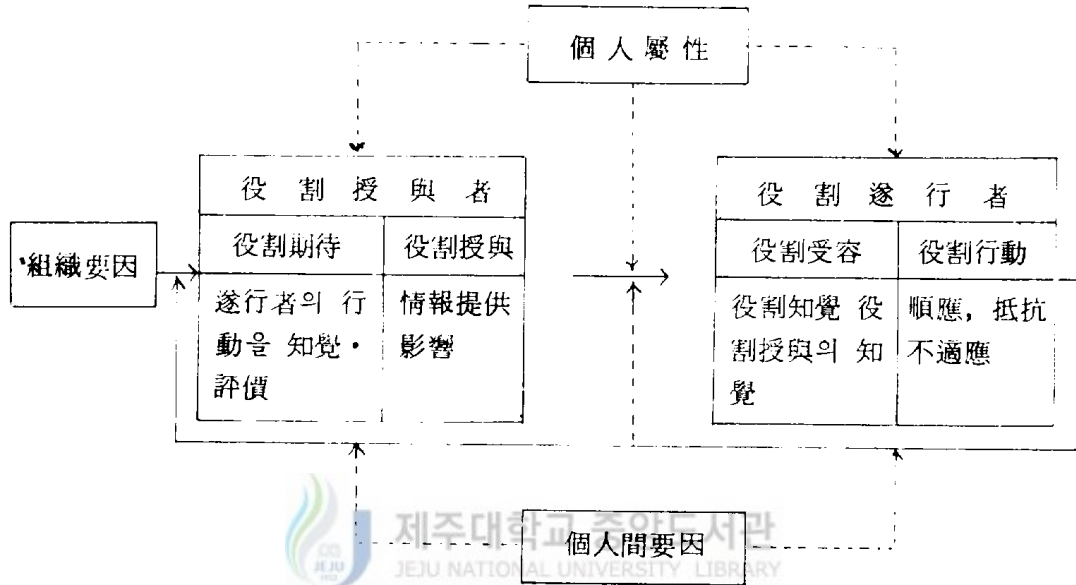 個人屬性
役割授與者
役割遂行者
役割期待
役割授與
役割受容
役割行動
組織要因
遂行者의 行
動을 知覺·
評價
情報提供
影響
役割知覺 役
割授與의 知
覺
順應, 抵抗
不適應
個人間要因
제주대학교 중앙도서관
JEJU NATIONAL UNIVERSITY LIBRARY
JEJU
1952